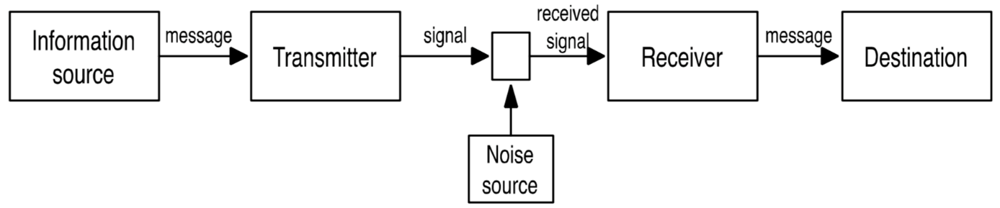 Information
source
message
Transmitter
signal
received
signal
Receiver
message
Destination
Noise
source